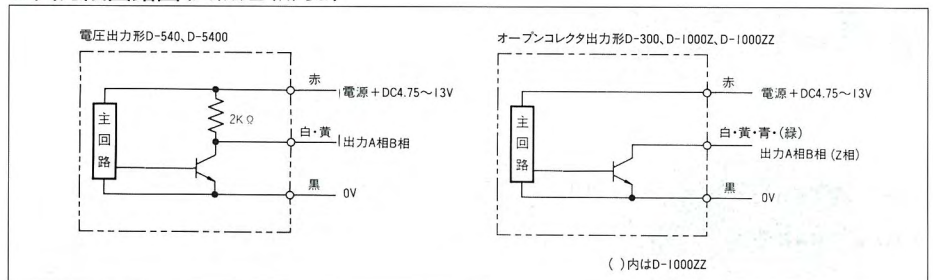 電圧出力形D-540、D-5400
赤
電源+DC4.75～13V
主回路
2KΩ
白・黄
出力A相B相
黒
0V
オープンコレクタ出力形D-300、D-1000Z、D-1000ZZ
赤
電源+DC4.75～13V
主回路
白・黄・青・(緑)
出力A相B相(Z相)
黒
0V
( )内はD-1000ZZ